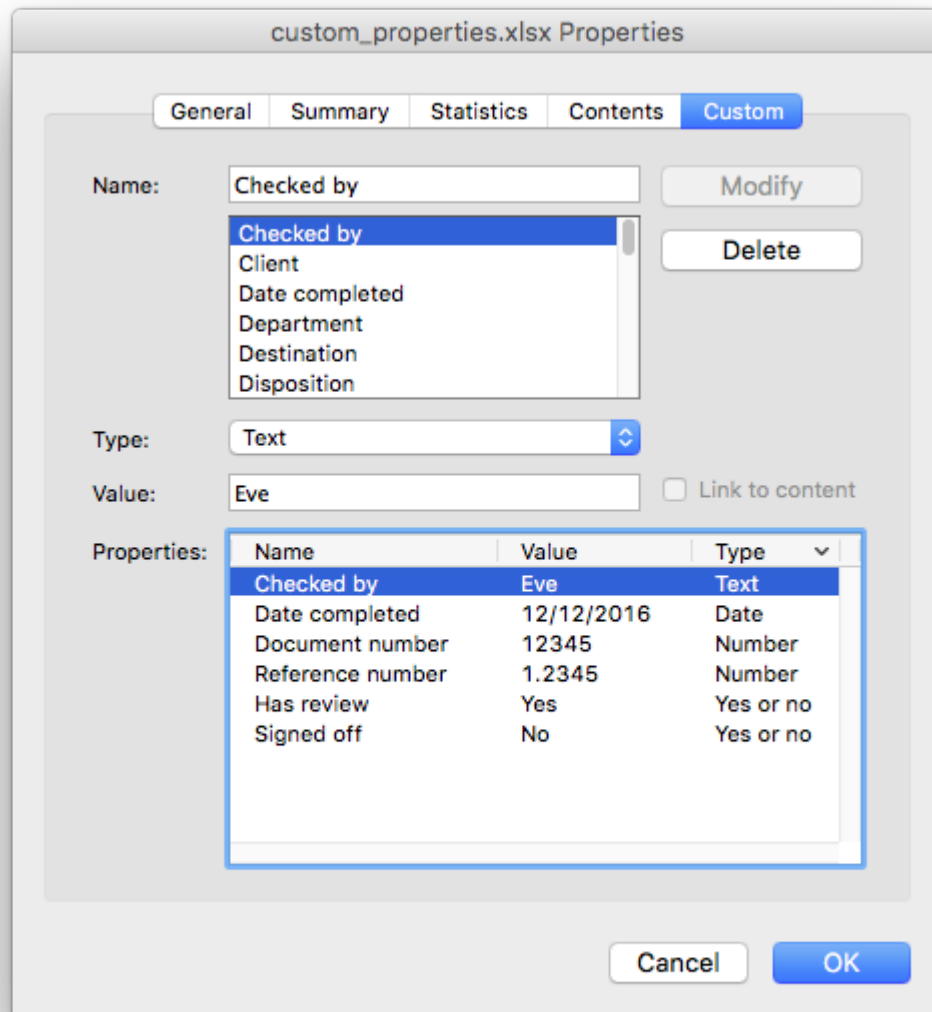 custom_properties.xlsx Properties
General Summary Statistics Contents Custom
Name: Checked by Modify
Checked by
Delete
Client
Date completed
Department
Destination
Disposition
Type: Text
Value: Eve Link to content
Properties: Name Value Type
Checked by Eve Text
Date completed 12/12/2016 Date
Document number 12345 Number
Reference number 1.2345 Number
Has review Yes Yes or no
Signed off No Yes or no
Cancel OK